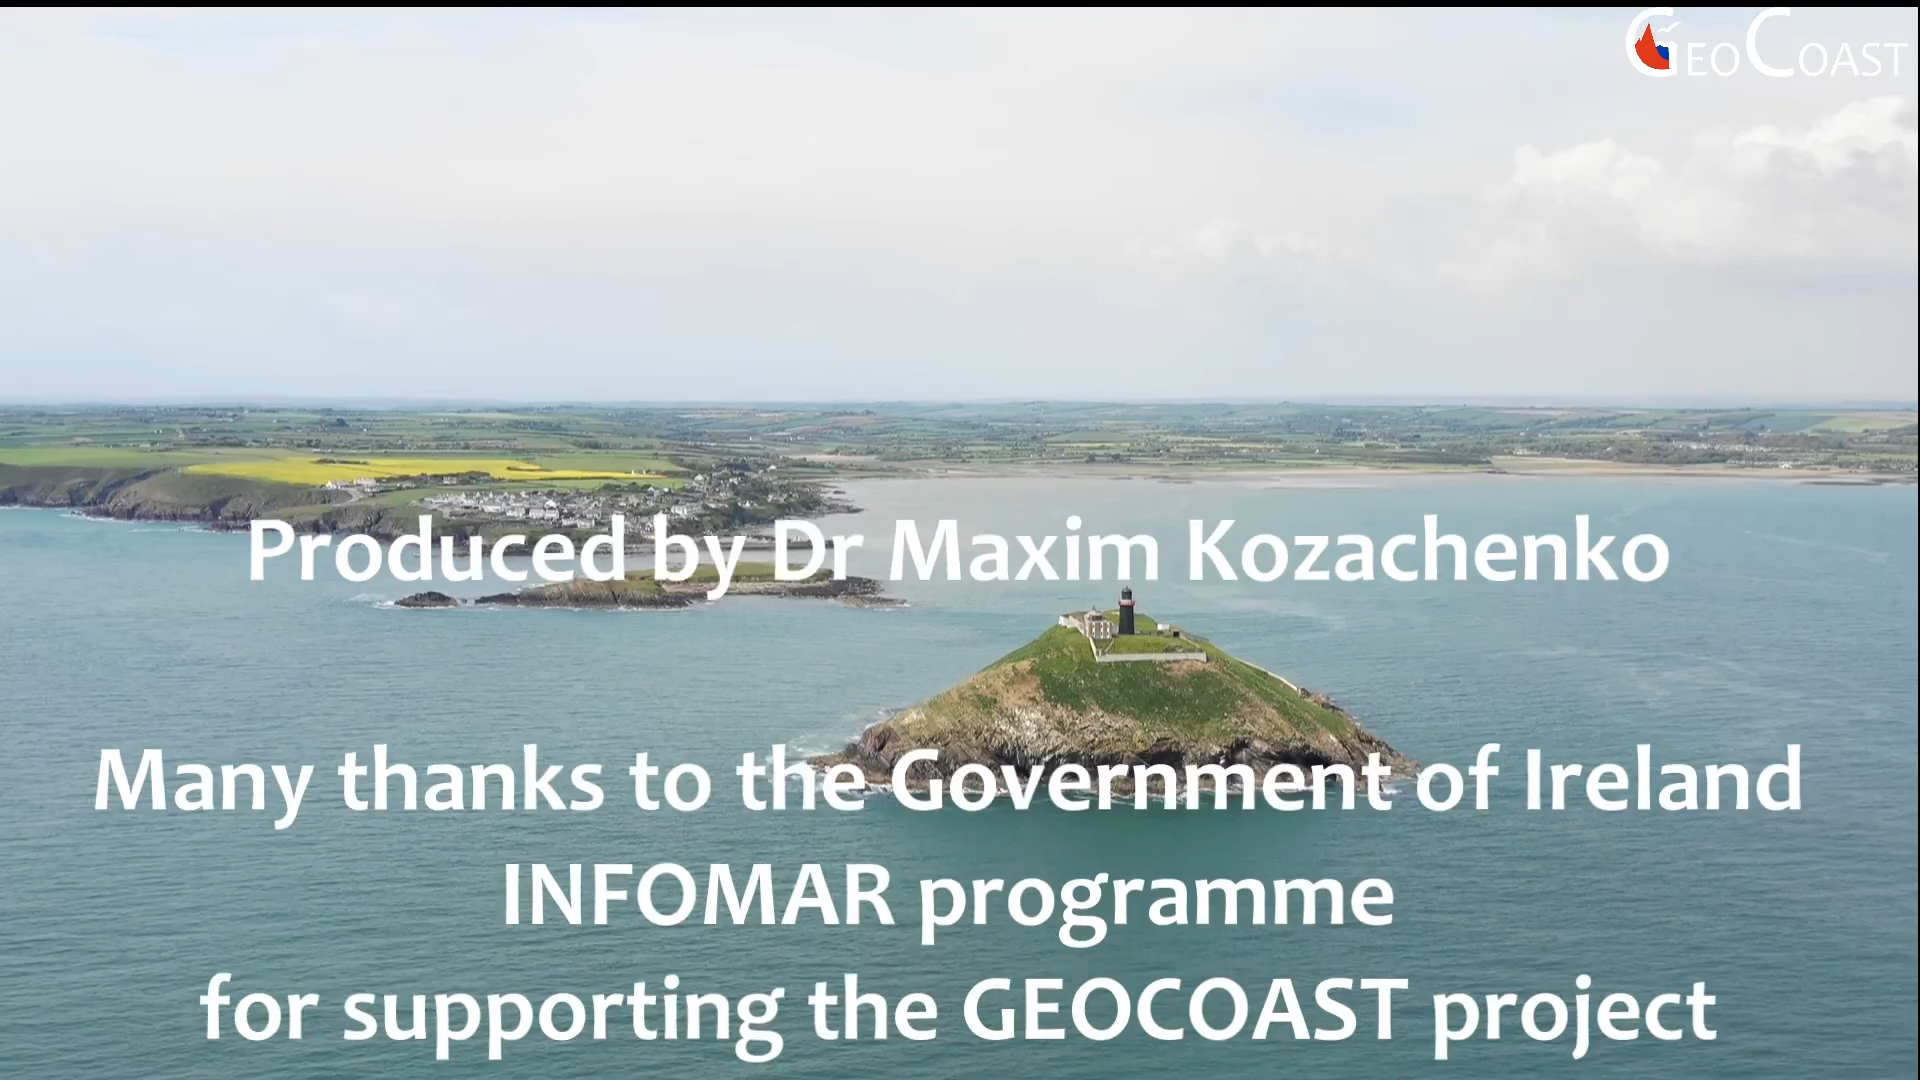 GEOCOAST
Produced by Dr Maxim Kozachenko
Many thanks to the Government of Ireland
INFOMAR programme
for supporting the GEOCOAST project